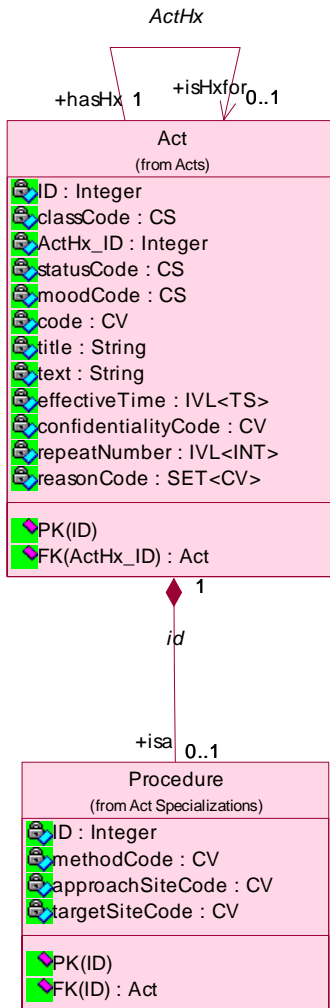 ActHx
+hasHx 1 +isHxfor 0..1
Act
(from Acts)
ID : Integer
classCode : CS
ActHx_ID : Integer
statusCode : CS
moodCode : CS
code : CV
title : String
text : String
effectiveTime : IVL<TS>
confidentialityCode : CV
repeatNumber : IVL<INT>
reasonCode : SET<CV>
PK(ID)
FK(ActHx_ID) : Act
1
id
+isa 0..1
Procedure
(from Act Specializations)
ID : Integer
methodCode : CV
approachSiteCode : CV
targetSiteCode : CV
PK(ID)
FK(ID) : Act